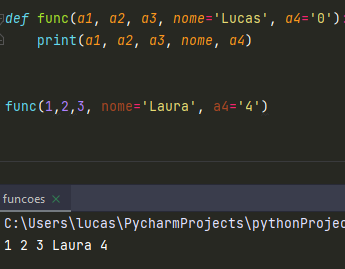 def func(a1, a2, a3, nome='Lucas', a4='0'):
print(a1, a2, a3, nome, a4)
func(1,2,3, nome='Laura', a4='4')
funcoes ×
C:\Users\lucas\PycharmProjects\pythonProjec
1 2 3 Laura 4